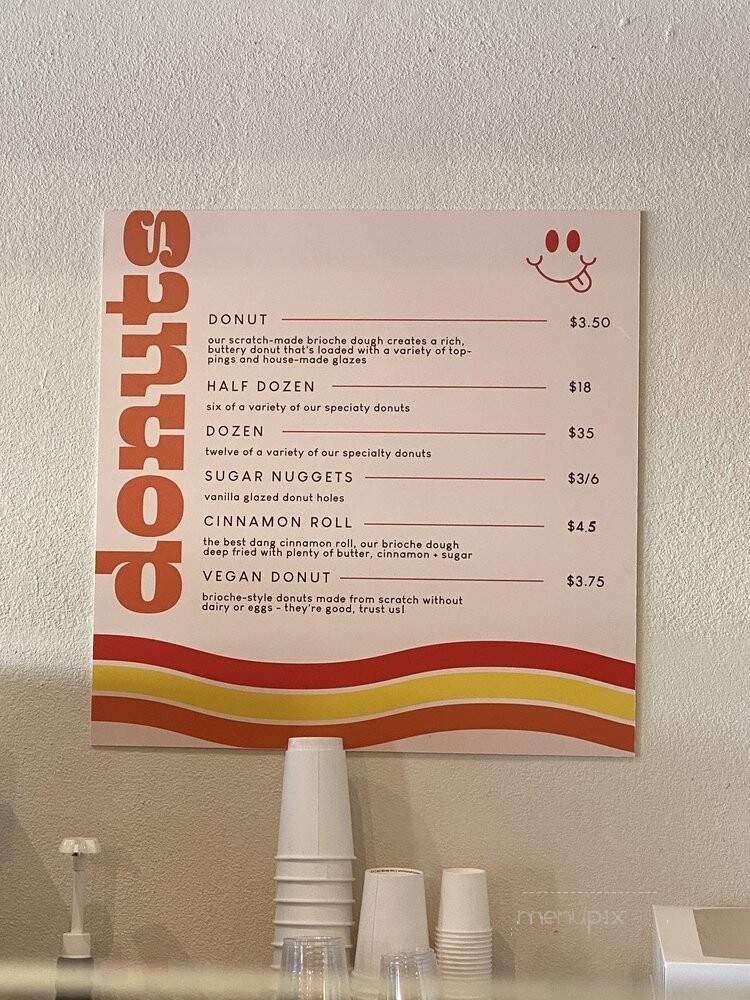 donuts
DONUT $3.50
our scratch-made brioche dough creates a rich,
buttery donut that's loaded with a variety of top-
pings and house-made glazes
HALF DOZEN $18
six of a variety of our speciaty donuts
DOZEN $35
twelve of a variety of our specialty donuts
SUGAR NUGGETS $3/6
vanilla glazed donut holes
CINNAMON ROLL $4.5
the best dang cinnamon roll, our brioche dough
deep fried with plenty of butter, cinnamon + sugar
VEGAN DONUT $3.75
brioche-style donuts made from scratch without
dairy or eggs - they're good, trust us!
menupix